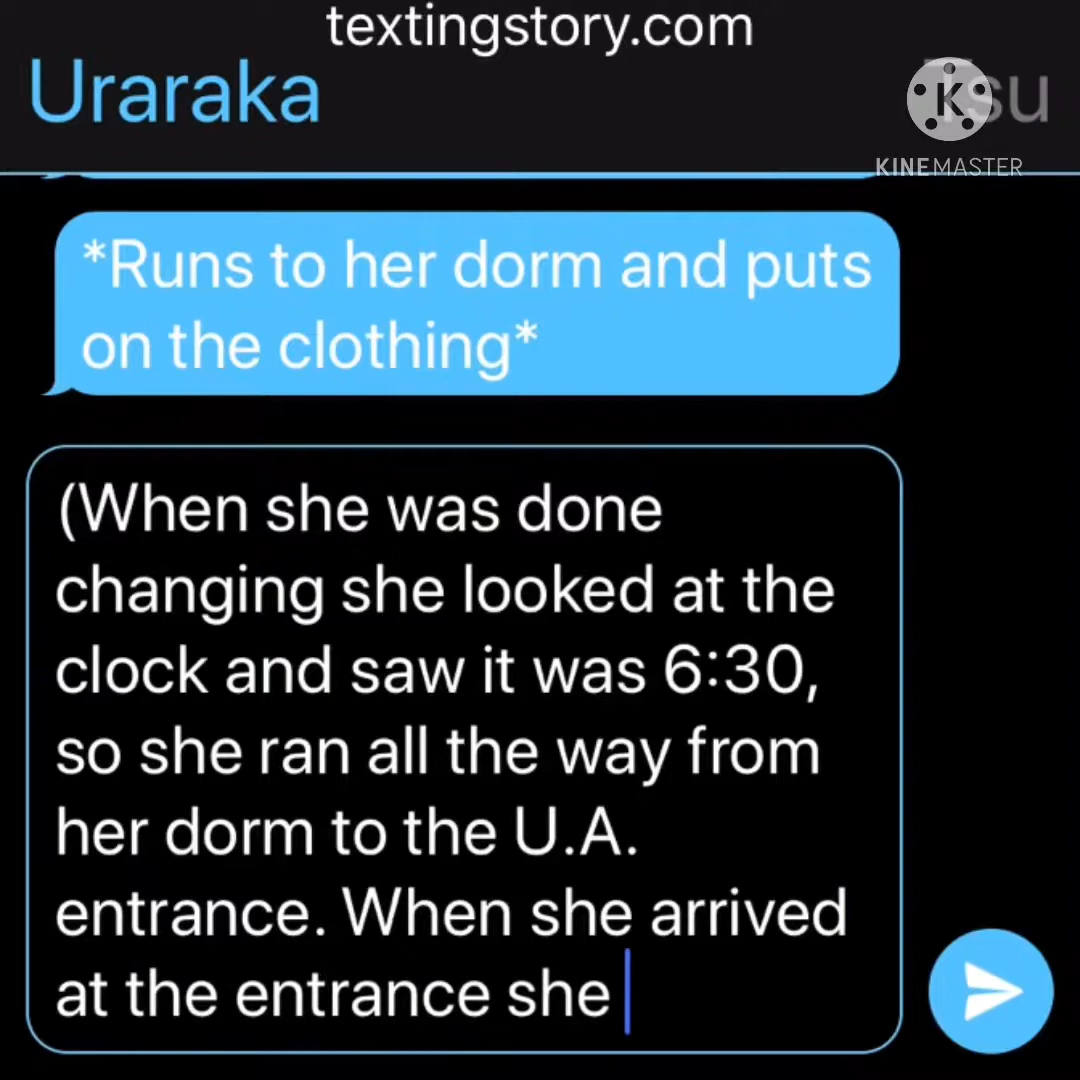 textingstory.com
Uraraka
Tsu
K
KINEMASTER
*Runs to her dorm and puts
on the clothing*
(When she was done
changing she looked at the
clock and saw it was 6:30,
so she ran all the way from
her dorm to the U.A.
entrance. When she arrived
at the entrance she